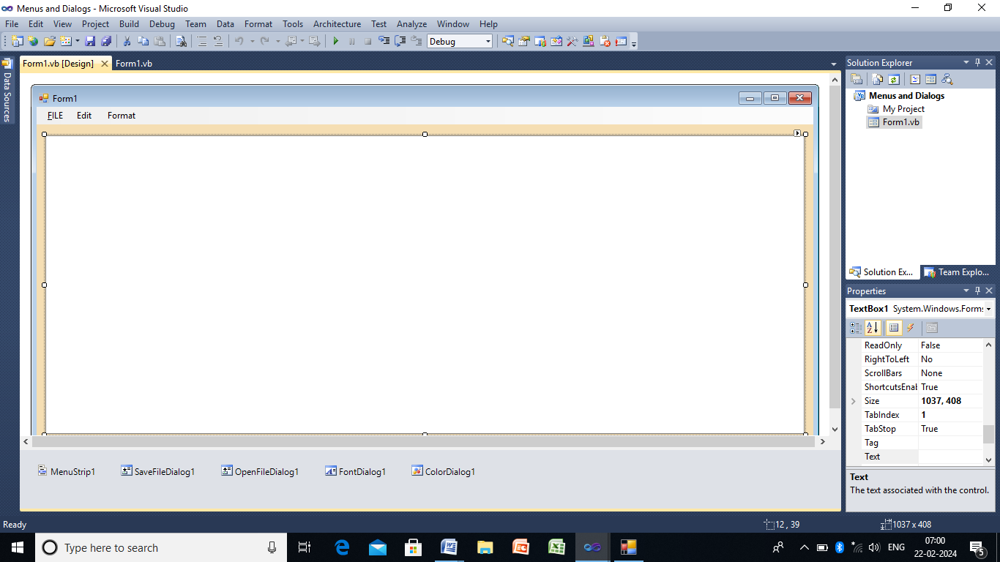 Menus and Dialogs - Microsoft Visual Studio
File Edit View Project Build Debug Team Data Format Tools Architecture Test Analyze Window Help
Debug
Data Sources
Form1.vb [Design] Form1.vb
Form1
FILE Edit Format
MenuStrip1 SaveFileDialog1 OpenFileDialog1 FontDialog1 ColorDialog1
Solution Explorer
Menus and Dialogs
My Project
Form1.vb
Solution Ex... Team Explo...
Properties
TextBox1 System.Windows.Forms
ReadOnly False
RightToLeft No
ScrollBars None
ShortcutsEnab True
Size 1037, 408
TabIndex 1
TabStop True
Tag
Text
Text
The text associated with the control.
Ready 12 , 39 1037 x 408
Type here to search
ENG
07:00
22-02-2024
5